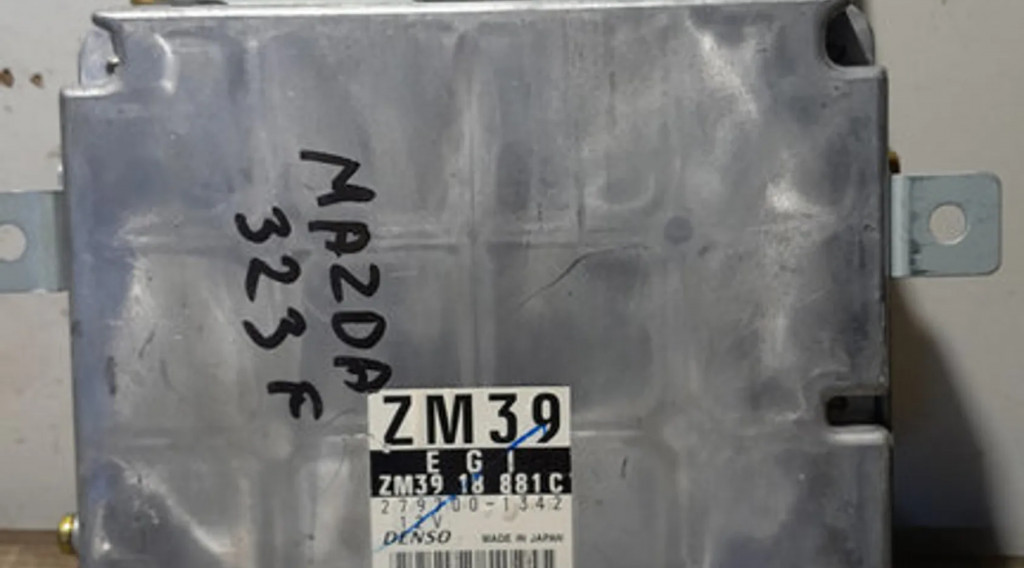 MAZDA
323 F
ZM39
EGI
ZM39 18 881C
279700-1342
12V
DENSO MADE IN JAPAN